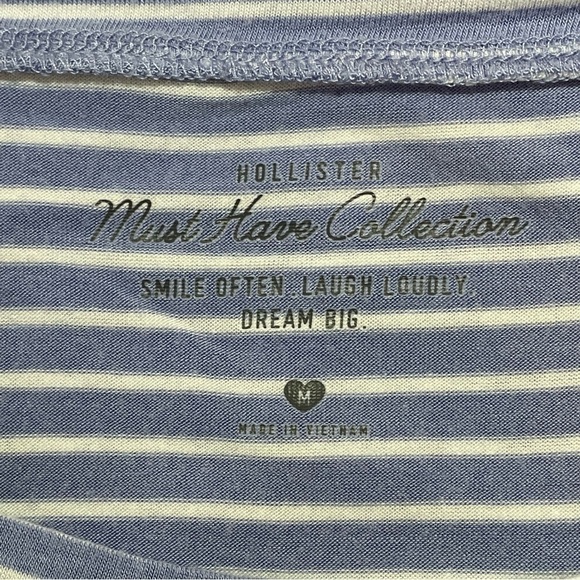 HOLLISTER
Must Have Collection
SMILE OFTEN. LAUGH LOUDLY.
DREAM BIG.
M
MADE IN VIETNAM